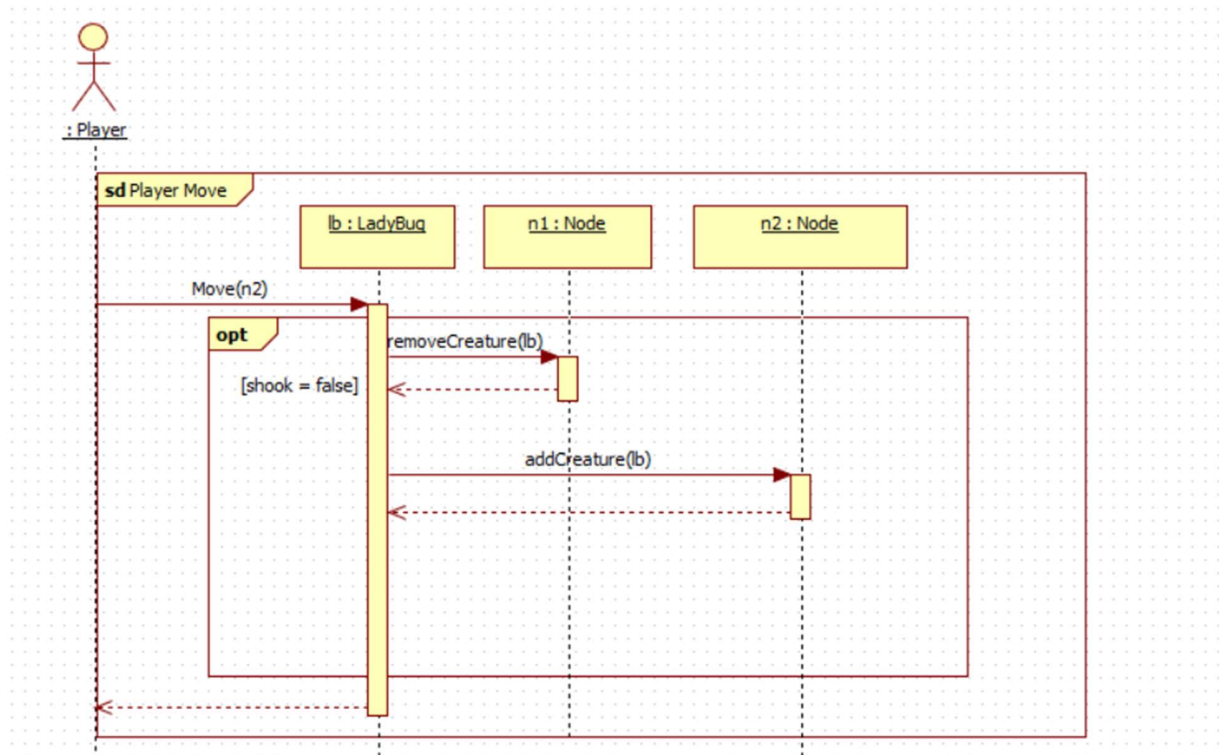 : Player
sd Player Move
lb : LadyBug
n1 : Node
n2 : Node
Move(n2)
opt
removeCreature(lb)
[shook = false]
addCreature(lb)